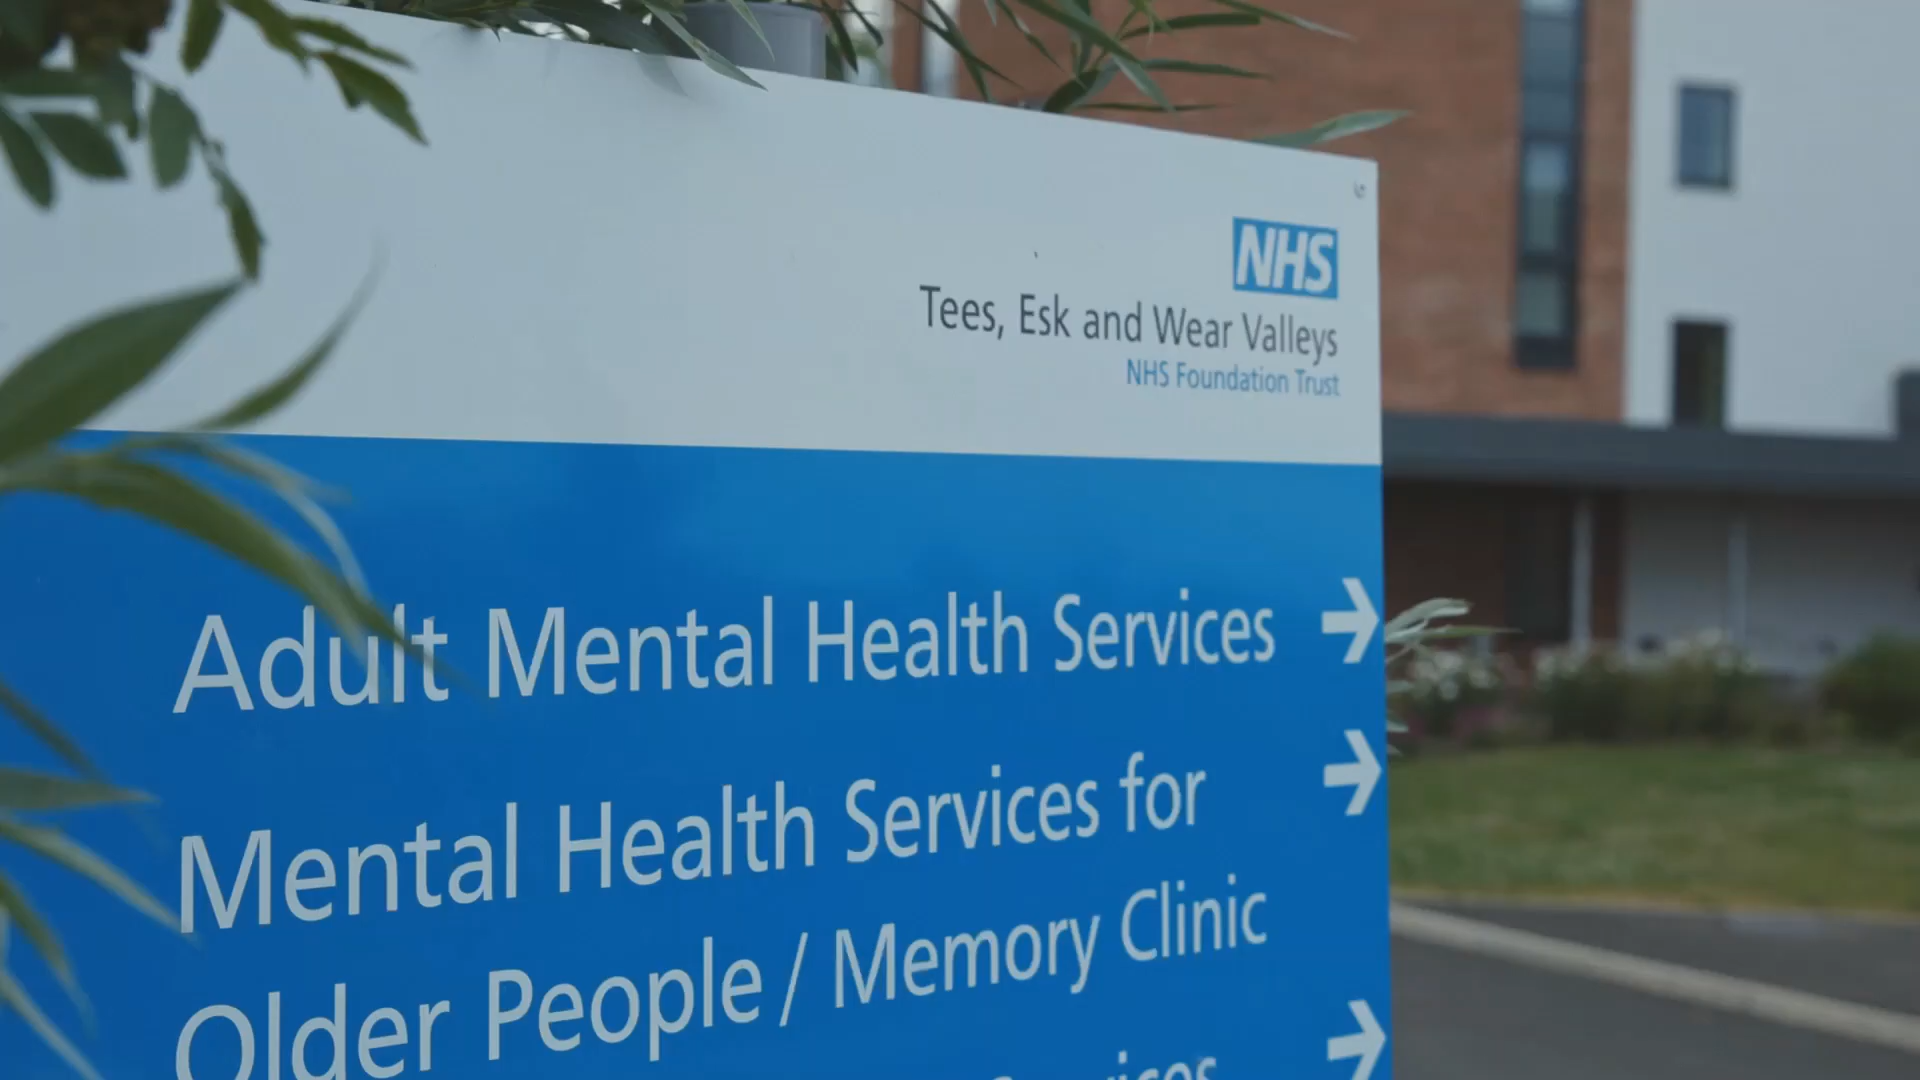 NHS
Tees, Esk and Wear Valleys
NHS Foundation Trust
Adult Mental Health Services
Mental Health Services for
Older People / Memory Clinic
Services